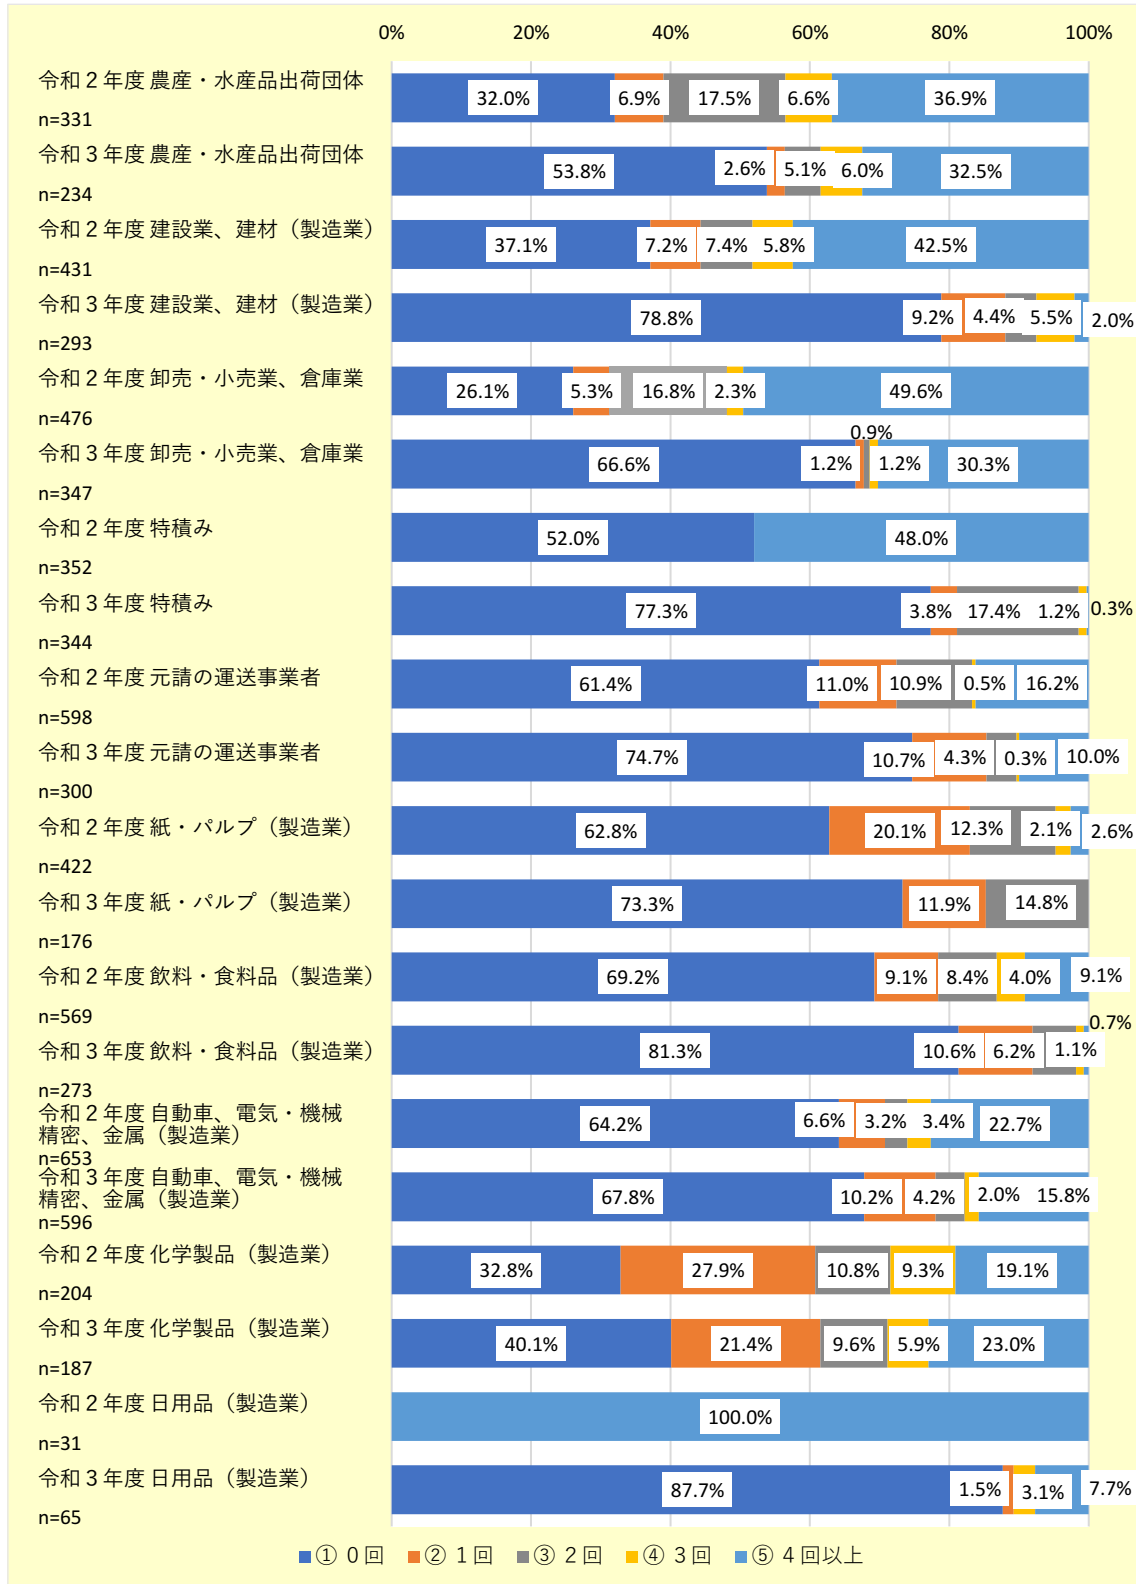 0% 20% 40% 60% 80% 100%
令和２年度 農産・水産品出荷団体
n=331
32.0% 6.9% 17.5% 6.6% 36.9%
令和３年度 農産・水産品出荷団体
n=234
53.8% 2.6% 5.1% 6.0% 32.5%
令和２年度 建設業、建材（製造業）
n=431
37.1% 7.2% 7.4% 5.8% 42.5%
令和３年度 建設業、建材（製造業）
n=293
78.8% 9.2% 4.4% 5.5% 2.0%
令和２年度 卸売・小売業、倉庫業
n=476
26.1% 5.3% 16.8% 2.3% 49.6%
令和３年度 卸売・小売業、倉庫業
n=347
66.6% 1.2% 0.9% 1.2% 30.3%
令和２年度 特積み
n=352
52.0% 48.0%
令和３年度 特積み
n=344
77.3% 3.8% 17.4% 1.2% 0.3%
令和２年度 元請の運送事業者
n=598
61.4% 11.0% 10.9% 0.5% 16.2%
令和３年度 元請の運送事業者
n=300
74.7% 10.7% 4.3% 0.3% 10.0%
令和２年度 紙・パルプ（製造業）
n=422
62.8% 20.1% 12.3% 2.1% 2.6%
令和３年度 紙・パルプ（製造業）
n=176
73.3% 11.9% 14.8%
令和２年度 飲料・食料品（製造業）
n=569
69.2% 9.1% 8.4% 4.0% 9.1%
令和３年度 飲料・食料品（製造業）
n=273
81.3% 10.6% 6.2% 1.1% 0.7%
令和２年度 自動車、電気・機械
精密、金属（製造業）
n=653
64.2% 6.6% 3.2% 3.4% 22.7%
令和３年度 自動車、電気・機械
精密、金属（製造業）
n=596
67.8% 10.2% 4.2% 2.0% 15.8%
令和２年度 化学製品（製造業）
n=204
32.8% 27.9% 10.8% 9.3% 19.1%
令和３年度 化学製品（製造業）
n=187
40.1% 21.4% 9.6% 5.9% 23.0%
令和２年度 日用品（製造業）
n=31
100.0%
令和３年度 日用品（製造業）
n=65
87.7% 1.5% 3.1% 7.7%
① ０回 ② １回 ③ ２回 ④ ３回 ⑤ ４回以上